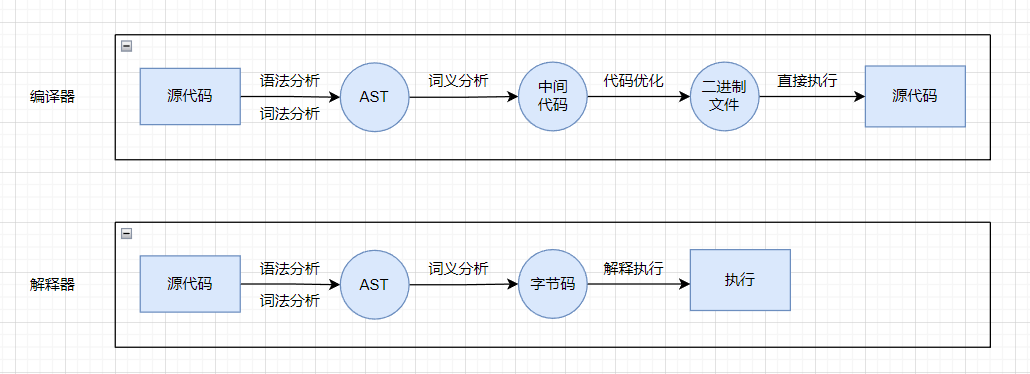 编译器
源代码
语法分析
词法分析
AST
词义分析
中间
代码
代码优化
二进制
文件
直接执行
源代码
解释器
源代码
语法分析
词法分析
AST
词义分析
字节码
解释执行
执行